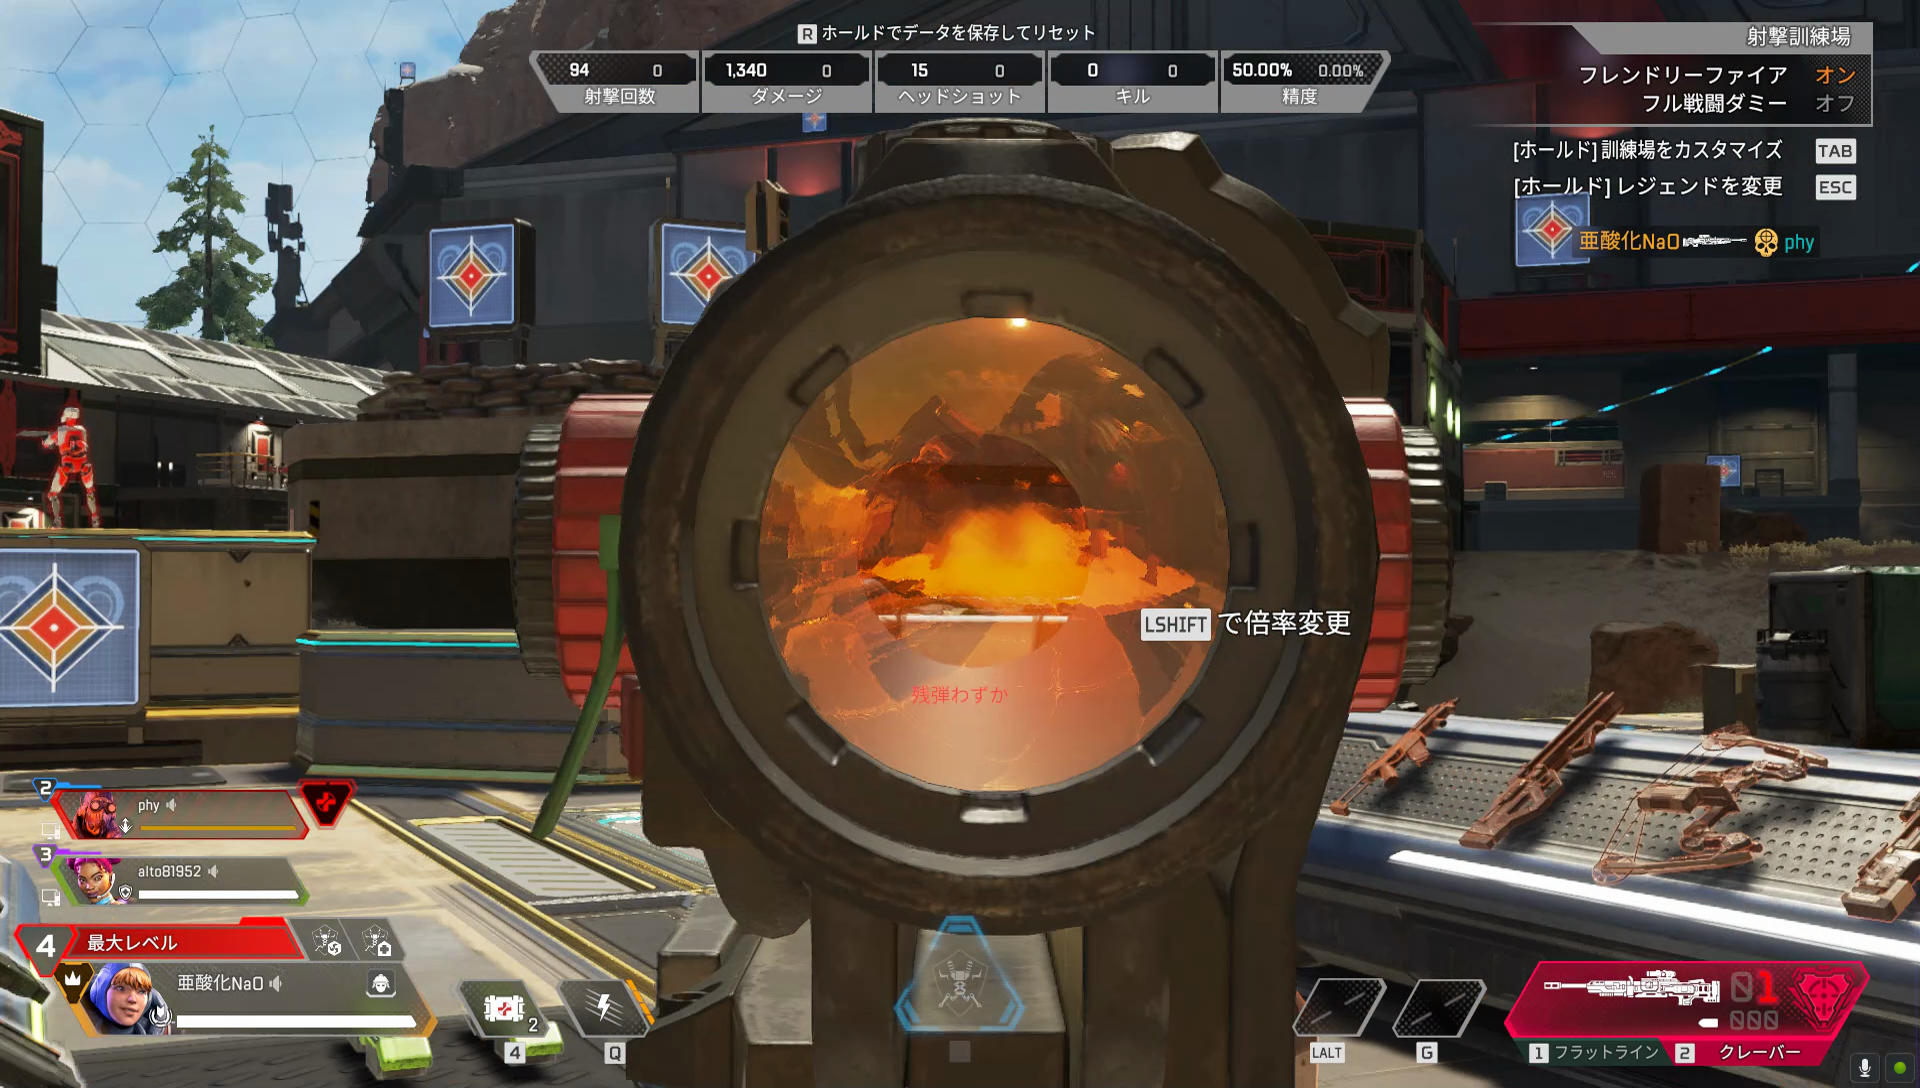 R ホールドでデータを保存してリセット
94 0 射撃回数
1,340 0 ダメージ
15 0 ヘッドショット
0 0 キル
50.00% 0.00% 精度
射撃訓練場
フレンドリーファイア オン
フル戦闘ダミー オフ
[ホールド]訓練場をカスタマイズ TAB
[ホールド]レジェンドを変更 ESC
亜酸化NaO phy
LSHIFT で倍率変更
残弾わずか
2 phy
3 alto81952
4 最大レベル
亜酸化NaO
2
4
Q
LALT
G
01
000
1 フラットライン 2 クレーバー